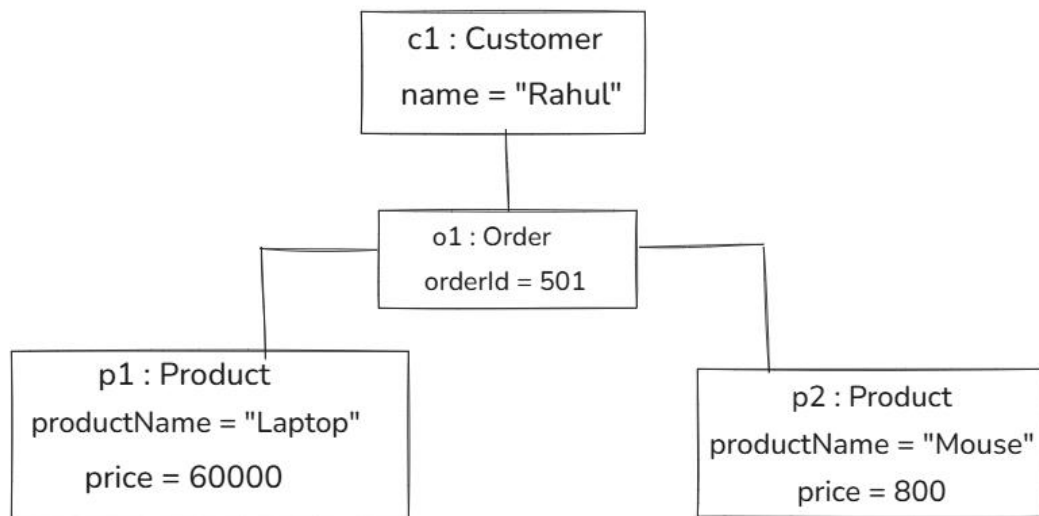 c1 : Customer
name = "Rahul"
o1 : Order
orderId = 501
p1 : Product
productName = "Laptop"
price = 60000
p2 : Product
productName = "Mouse"
price = 800